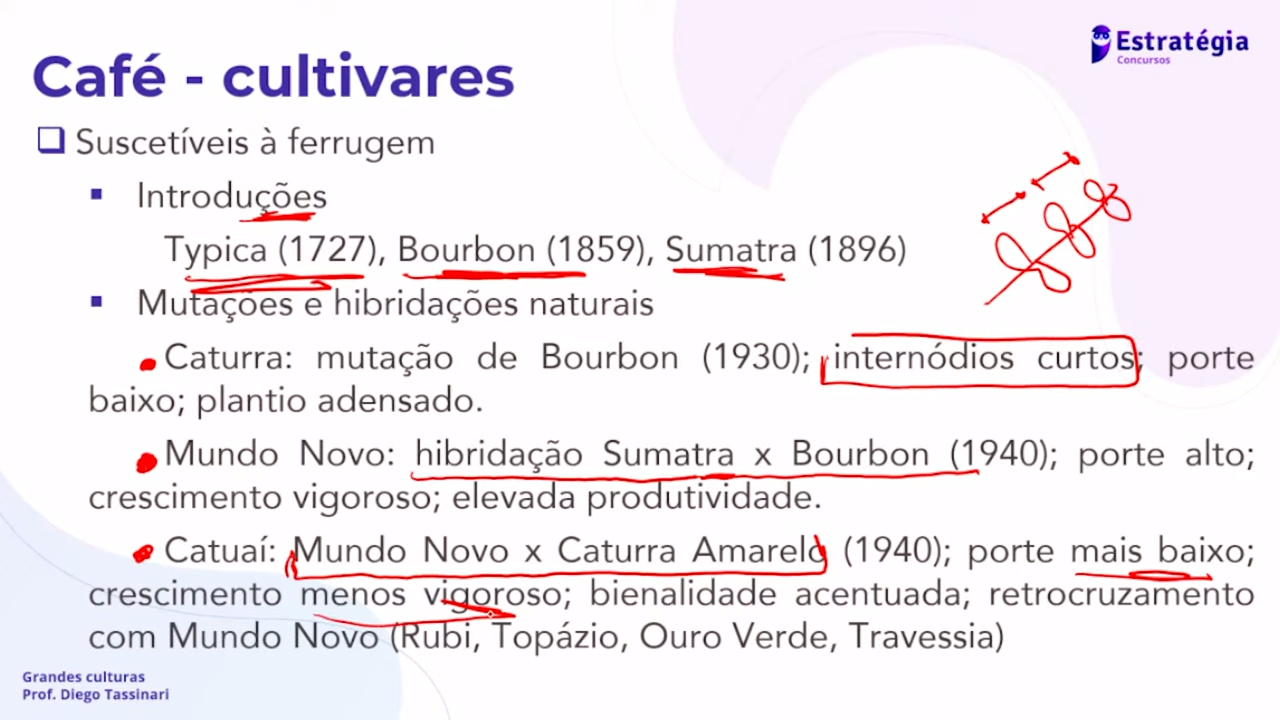 Estratégia
Concursos
Café - cultivares
Suscetíveis à ferrugem
Introduções
Typica (1727), Bourbon (1859), Sumatra (1896)
Mutações e hibridações naturais
Caturra: mutação de Bourbon (1930); internódios curtos; porte
baixo; plantio adensado.
Mundo Novo: hibridação Sumatra x Bourbon (1940); porte alto;
crescimento vigoroso; elevada produtividade.
Catuaí: Mundo Novo x Caturra Amarelo (1940); porte mais baixo;
crescimento menos vigoroso; bienalidade acentuada; retrocruzamento
com Mundo Novo (Rubi, Topázio, Ouro Verde, Travessia)
Grandes culturas
Prof. Diego Tassinari